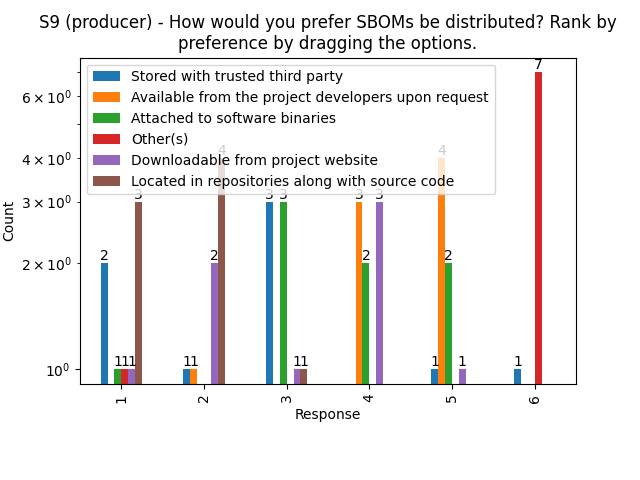 S9 (producer) - How would you prefer SBOMs be distributed? Rank by
preference by dragging the options.
7
Stored with trusted third party
Available from the project developers upon request
Attached to software binaries
Other(s)
Downloadable from project website
Located in repositories along with source code
6 × 10⁰
4 × 10⁰
3 × 10⁰
2 × 10⁰
10⁰
Count
4 4
3 3 3 3 3
2 2 2 2
1 1 1 1 1 1 1 1 1 1
1 2 3 4 5 6
Response